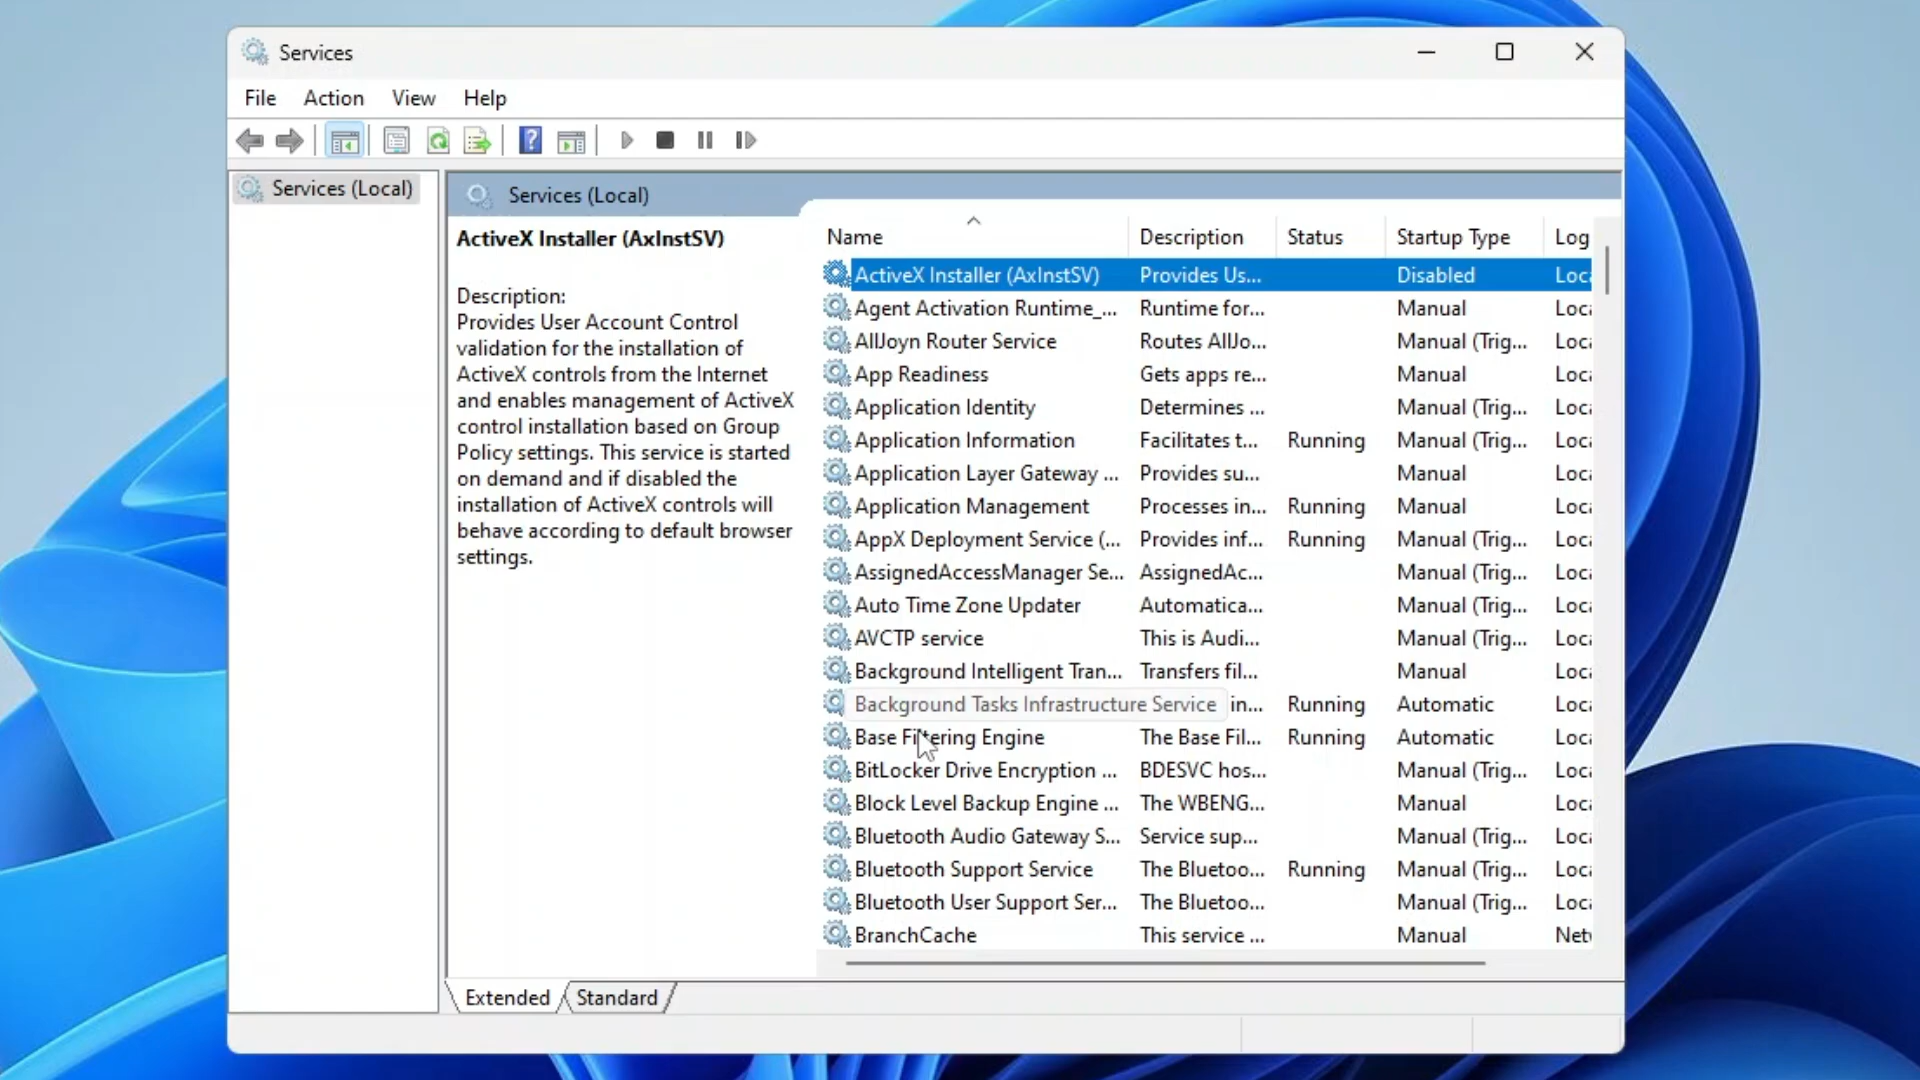 Services
File Action View Help
Services (Local)
Services (Local)
ActiveX Installer (AxInstSV)
Description:
Provides User Account Control
validation for the installation of
ActiveX controls from the Internet
and enables management of ActiveX
control installation based on Group
Policy settings. This service is started
on demand and if disabled the
installation of ActiveX controls will
behave according to default browser
settings.
Name Description Status Startup Type Log
ActiveX Installer (AxInstSV) Provides Us... Disabled Loca
Agent Activation Runtime_... Runtime for... Manual Loca
AllJoyn Router Service Routes AllJo... Manual (Trig... Loca
App Readiness Gets apps re... Manual Loca
Application Identity Determines ... Manual (Trig... Loca
Application Information Facilitates t... Running Manual (Trig... Loca
Application Layer Gateway ... Provides su... Manual Loca
Application Management Processes in... Running Manual Loca
AppX Deployment Service (... Provides inf... Running Manual (Trig... Loca
AssignedAccessManager Se... AssignedAc... Manual (Trig... Loca
Auto Time Zone Updater Automatica... Manual (Trig... Loca
AVCTP service This is Audi... Manual (Trig... Loca
Background Intelligent Tran... Transfers fil... Manual Loca
Background Tasks Infrastructure Service in... Running Automatic Loca
Base Filtering Engine The Base Fil... Running Automatic Loca
BitLocker Drive Encryption ... BDESVC hos... Manual (Trig... Loca
Block Level Backup Engine ... The WBENG... Manual Loca
Bluetooth Audio Gateway S... Service sup... Manual (Trig... Loca
Bluetooth Support Service The Bluetoo... Running Manual (Trig... Loca
Bluetooth User Support Ser... The Bluetoo... Manual (Trig... Loca
BranchCache This service ... Manual Netw
Extended Standard